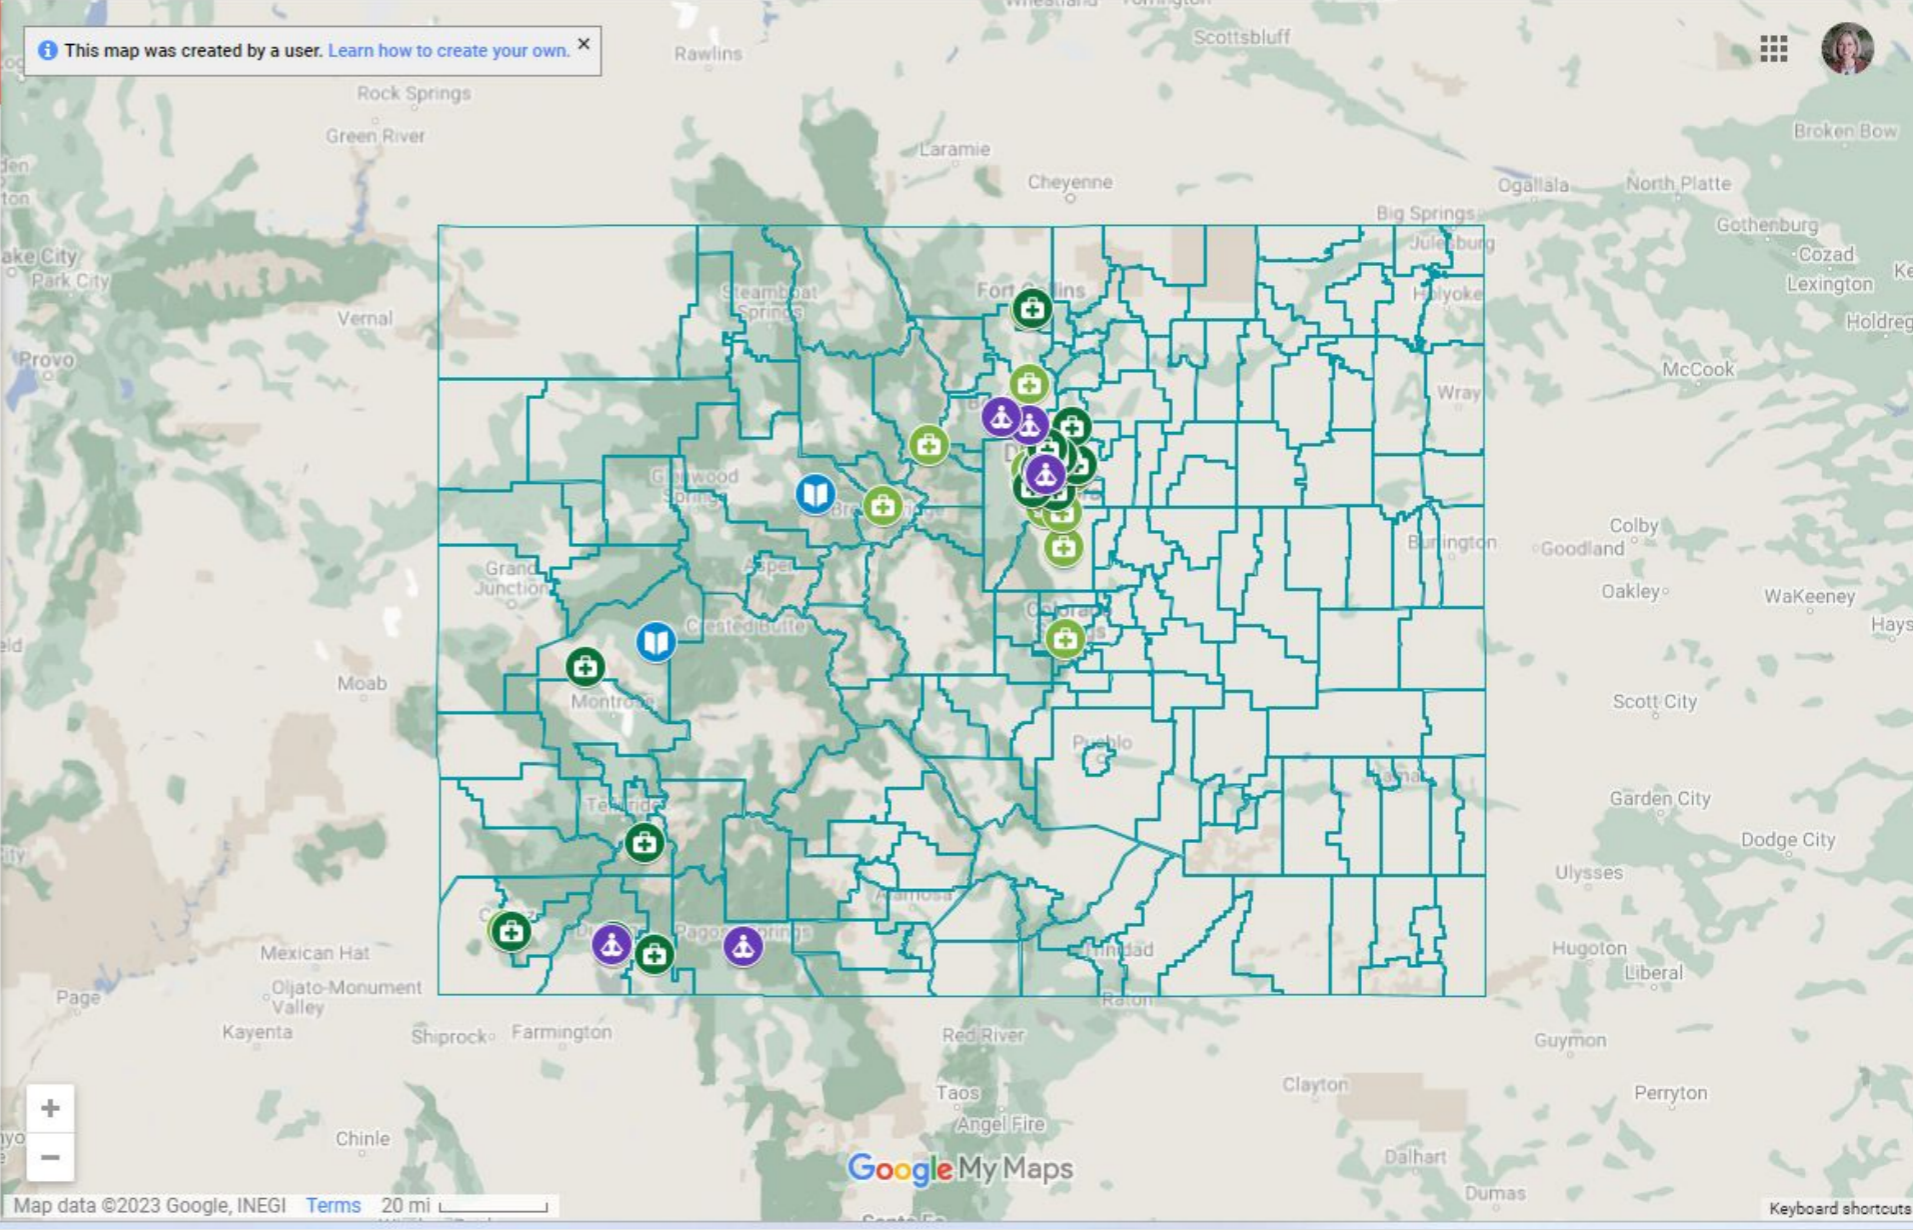 This map was created by a user. Learn how to create your own.
Rawlins
Scottsbluff
Rock Springs
Green River
Broken Bow
Laramie
Cheyenne
Ogallala
North Platte
Big Springs
Gothenburg
Julesburg
Cozad
Park City
Lexington
Steamboat
Springs
Holyoke
Vernal
Provo
McCook
Wray
Glenwood
Springs
Colby
Burlington
Goodland
Aspen
Grand
Junction
Oakley
WaKeeney
Crested Butte
Moab
Scott City
Montrose
Pueblo
Lamar
Garden City
Telluride
Dodge City
Ulysses
Alamosa
Mexican Hat
Trinidad
Hugoton
Liberal
Page
Oljato-Monument
Valley
Raton
Kayenta
Shiprock
Farmington
Red River
Guymon
Clayton
Taos
Perryton
Angel Fire
Chinle
Dalhart
Google My Maps
Dumas
Map data ©2023 Google, INEGI Terms 20 mi
Keyboard shortcuts